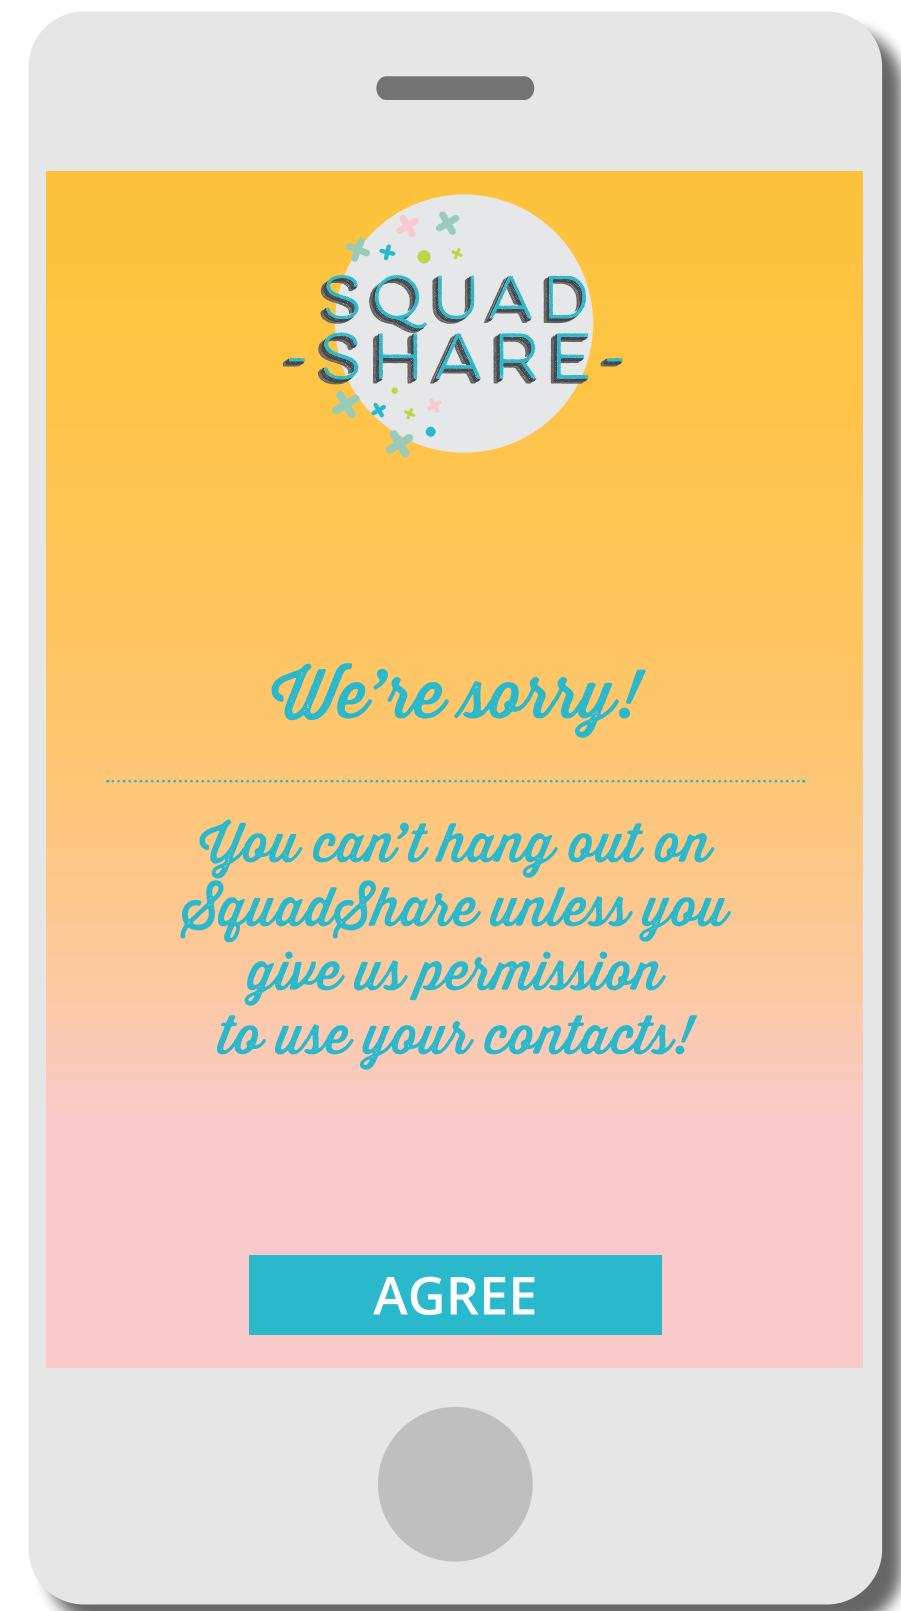 SQUAD
-SHARE-
We're sorry!
You can't hang out on
SquadShare unless you
give us permission
to use your contacts!
AGREE